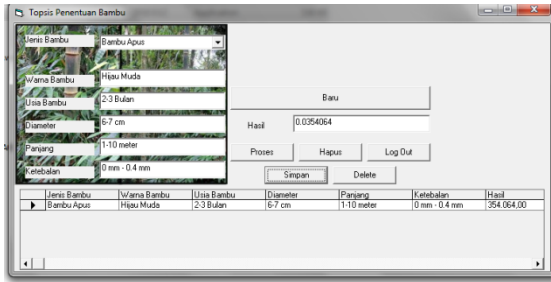 Topsis Penentuan Bambu
Jenis Bambu Bambu Apus
Warna Bambu Hijau Muda
Usia Bambu 2-3 Bulan
Diameter 6-7 cm
Panjang 1-10 meter
Ketebalan 0 mm - 0.4 mm
Baru
Hasil 0.0354064
Proses Hapus Log Out
Simpan Delete
Jenis Bambu Warna Bambu Usia Bambu Diameter Panjang Ketebalan Hasil
Bambu Apus Hijau Muda 2-3 Bulan 6-7 cm 1-10 meter 0 mm - 0.4 mm 354.064,00